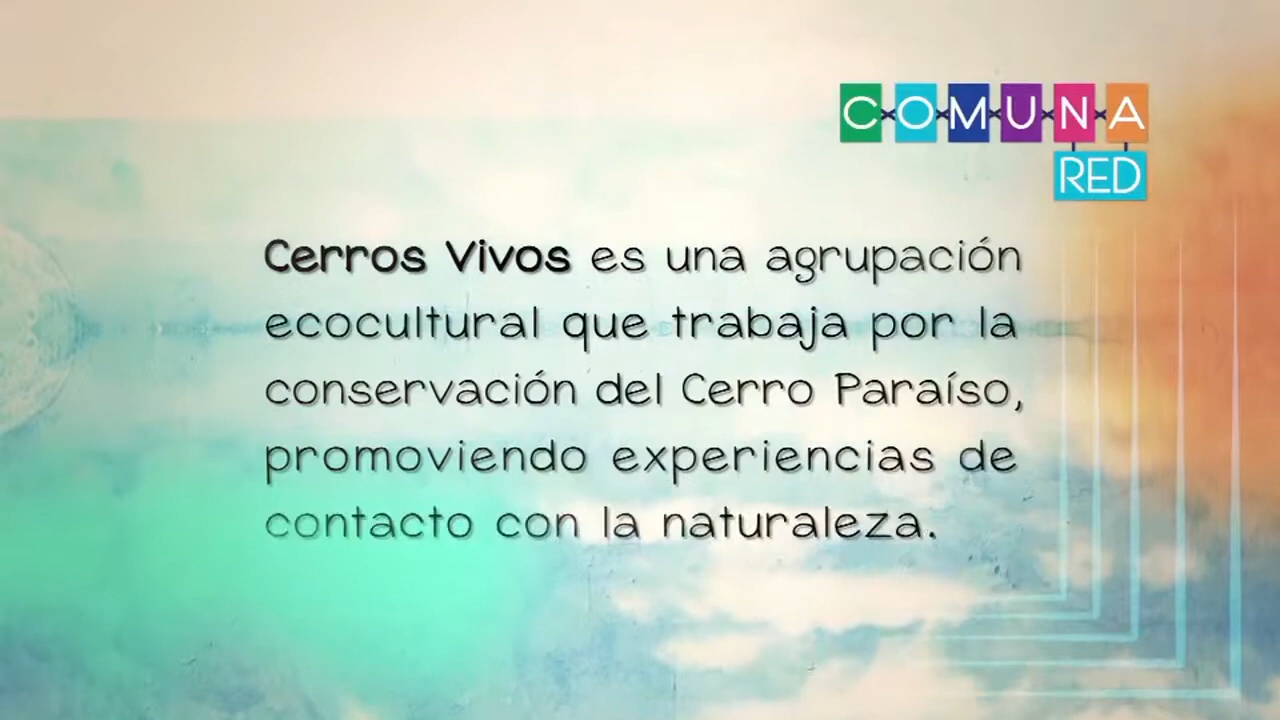 COMUNA
RED
Cerros Vivos es una agrupación
ecocultural que trabaja por la
conservación del Cerro Paraíso,
promoviendo experiencias de
contacto con la naturaleza.